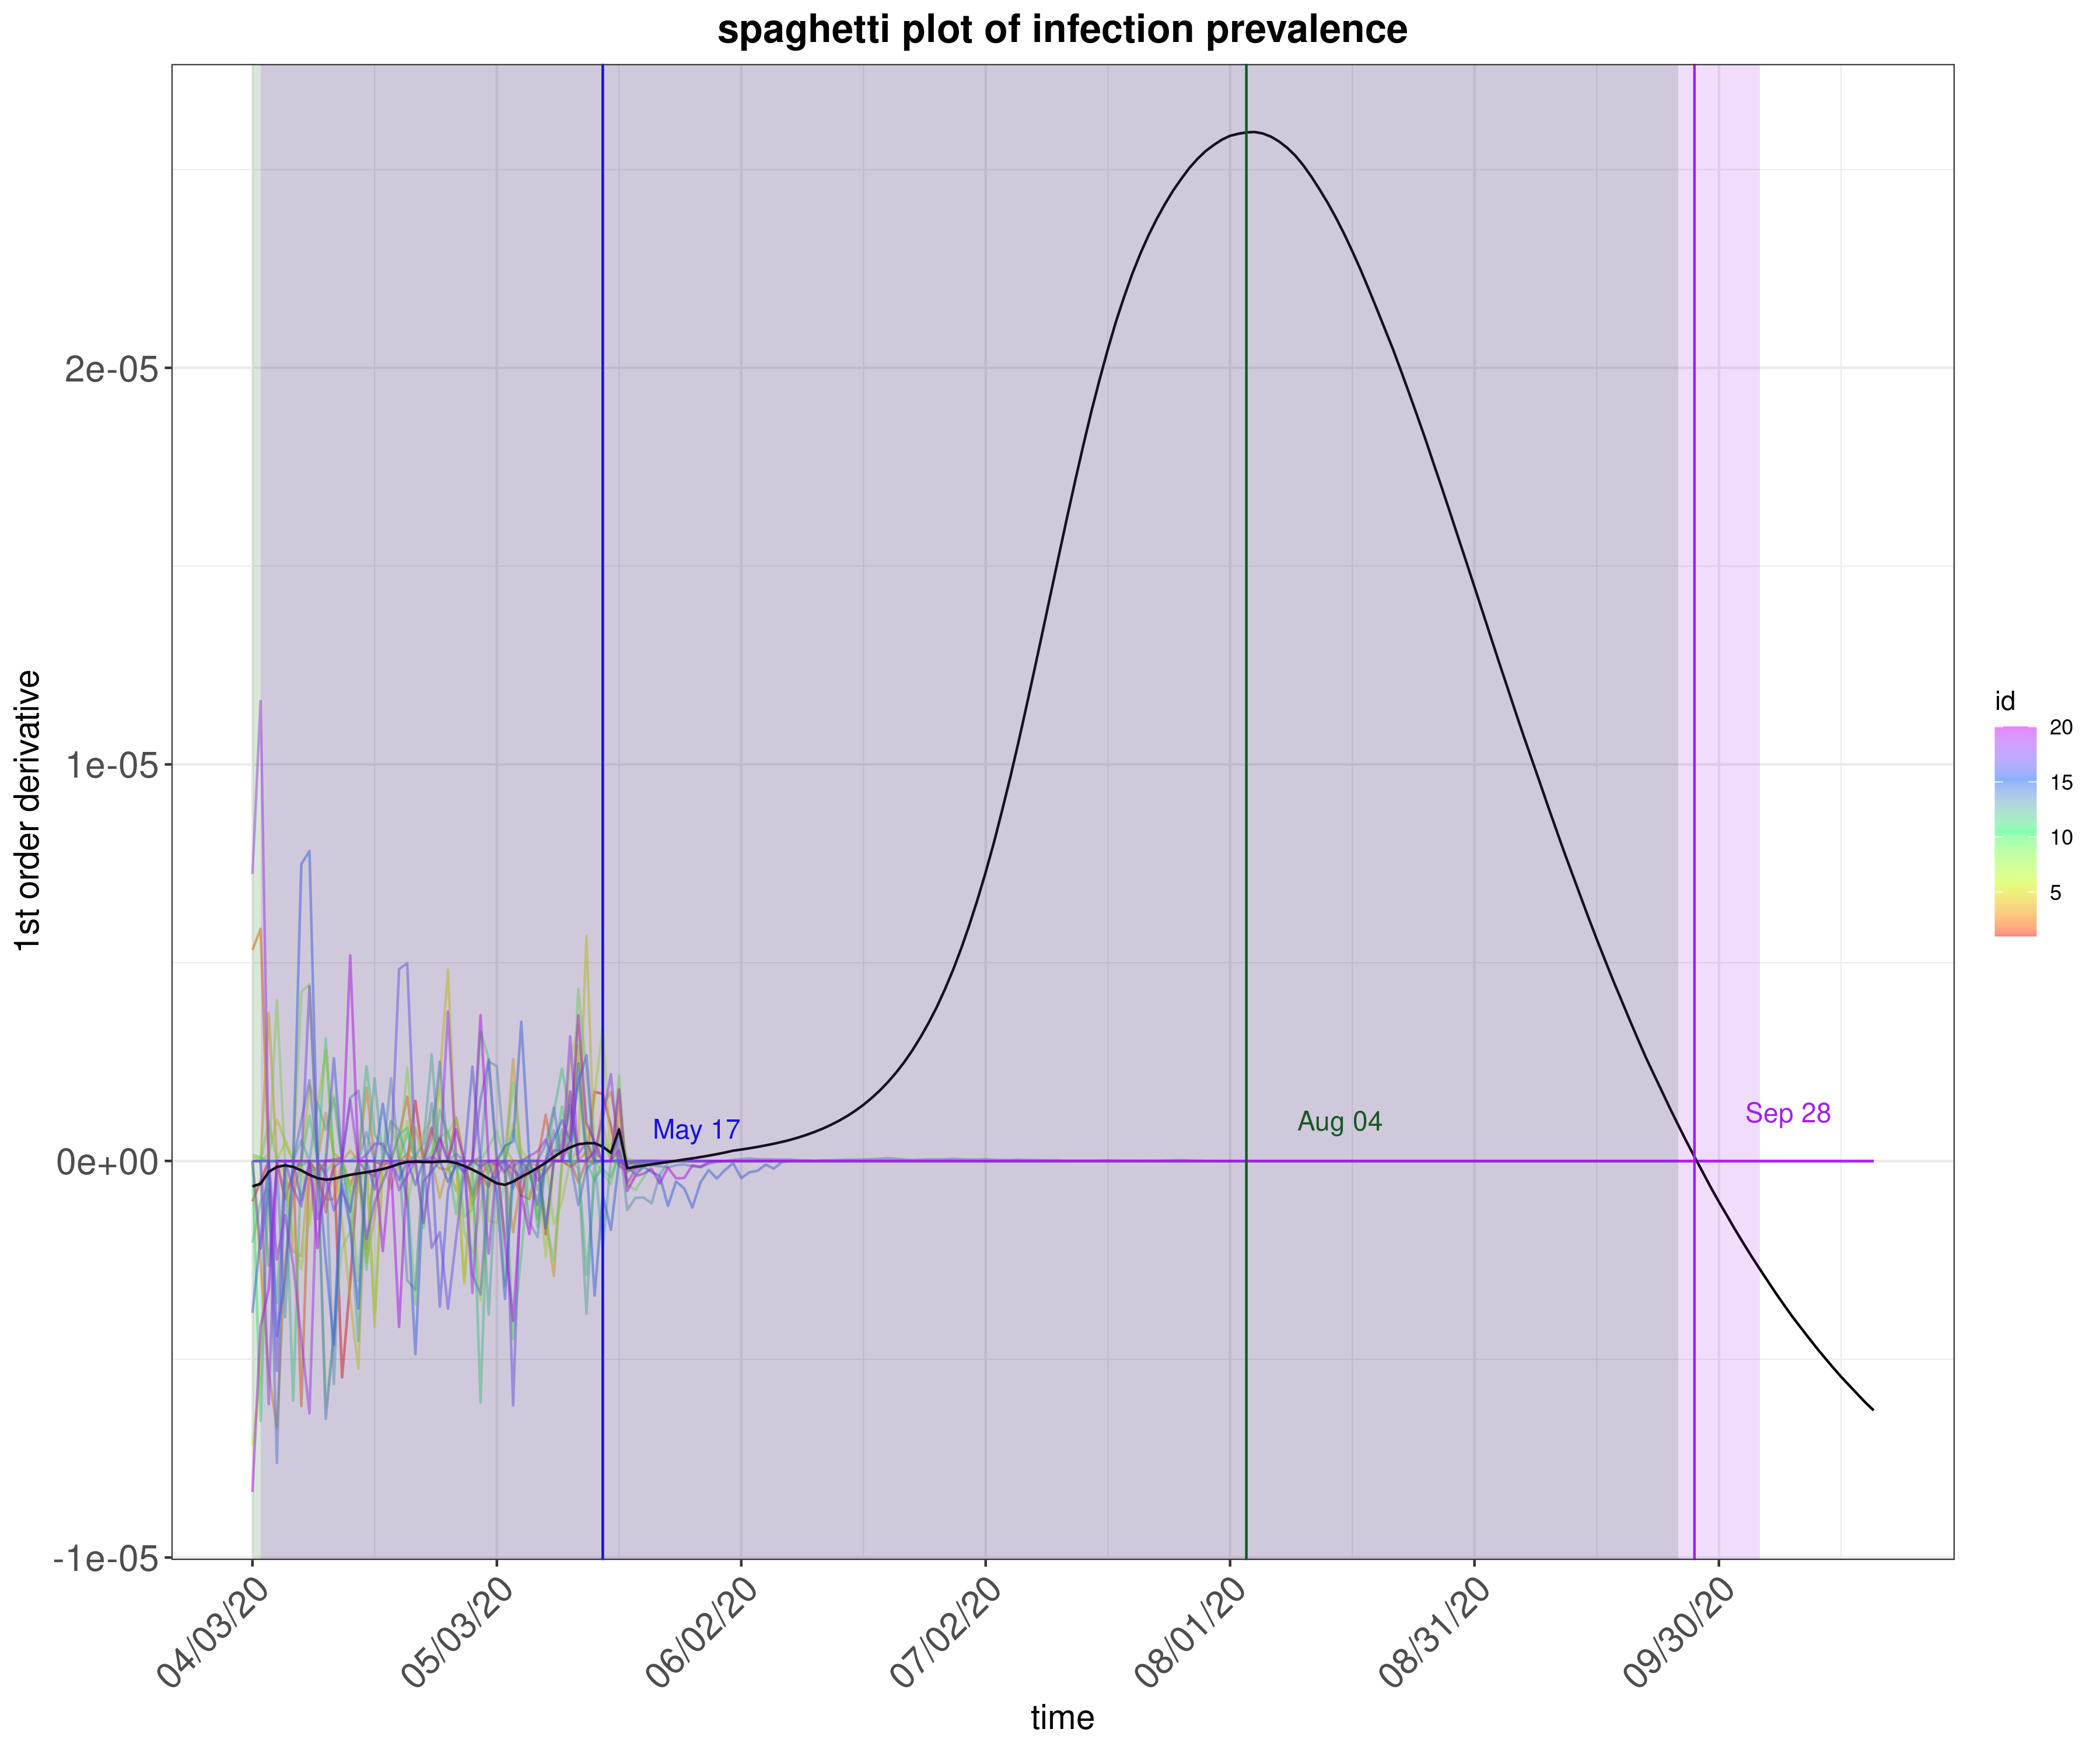 spaghetti plot of infection prevalence
1st order derivative
2e-05
1e-05
0e+00
-1e-05
May 17
Aug 04
Sep 28
id
20
15
10
5
04/03/20
05/03/20
06/02/20
07/02/20
08/01/20
08/31/20
09/30/20
time